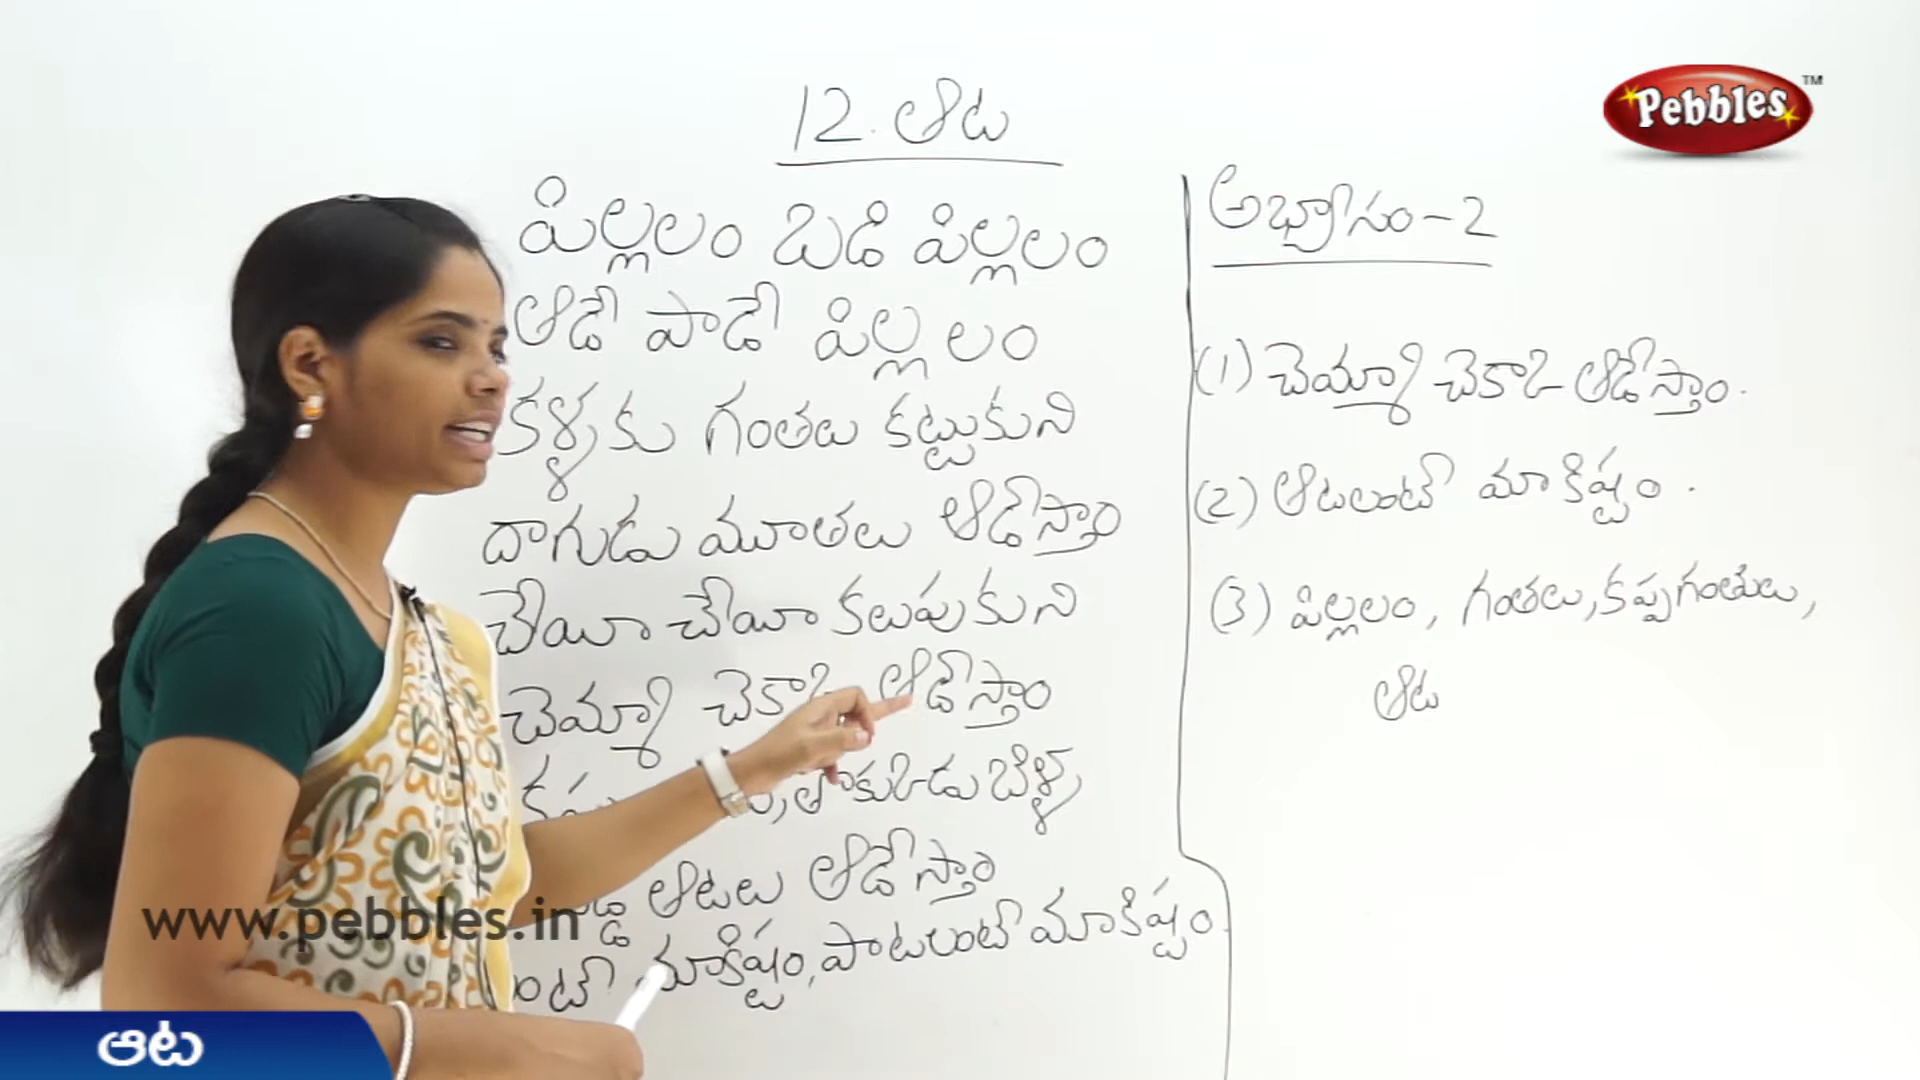 12. ఆట
పిల్లలం బడి పిల్లలం
ఆడే పాడే పిల్లలం
కళ్ళకు గంతలు కట్టుకుని
దాగుడు మూతలు ఆడేస్తాం
చేయీ చేయీ కలుపుకుని
చెమ్మా చెకా ఆడేస్తాం
తొకుడు బిళ్ళ
ఆటలు ఆడేస్తాం
మాకిష్టం, పాటలంటే మాకిష్టం.
అభ్యాసం-2
(1) చెమ్మా చెకా ఆడేస్తాం.
(2) ఆటలంటే మాకిష్టం.
(3) పిల్లలం, గంతలు, కప్పగంతులు,
ఆట
Pebbles™
www.pebbles.in
ఆట